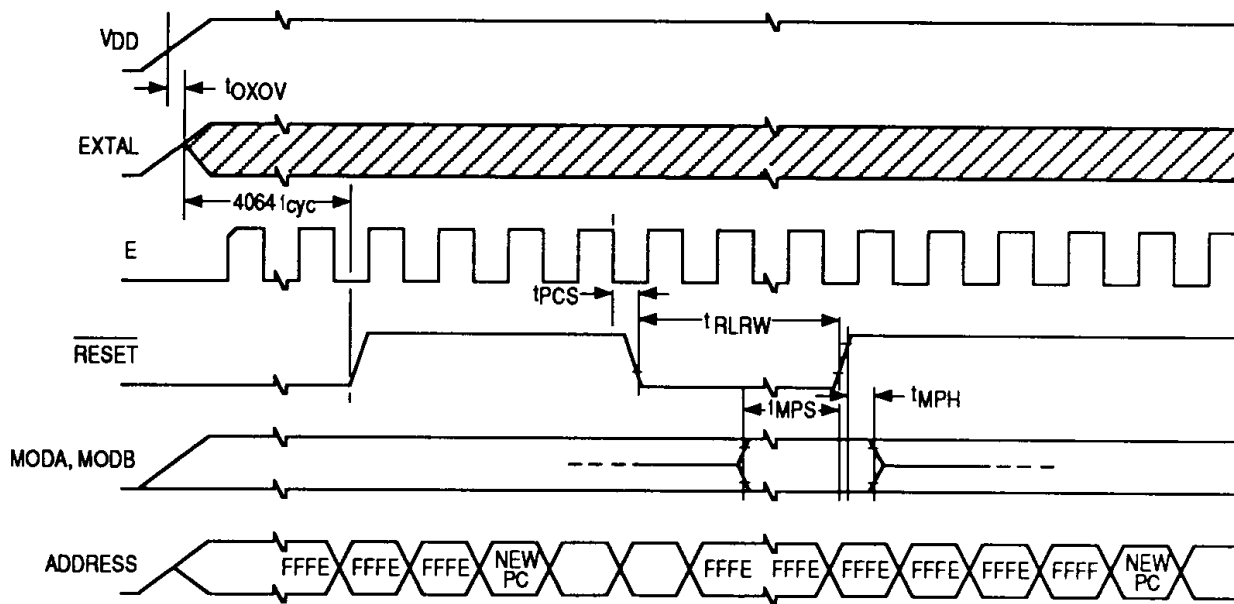 VDD
tOXOV
EXTAL
4064 tcyc
E
tPCS
tRLRW
RESET
tMPS
tMPH
MODA, MODB
ADDRESS
FFFE FFFE FFFE NEW PC FFFE FFFE FFFE FFFE FFFE FFFF NEW PC